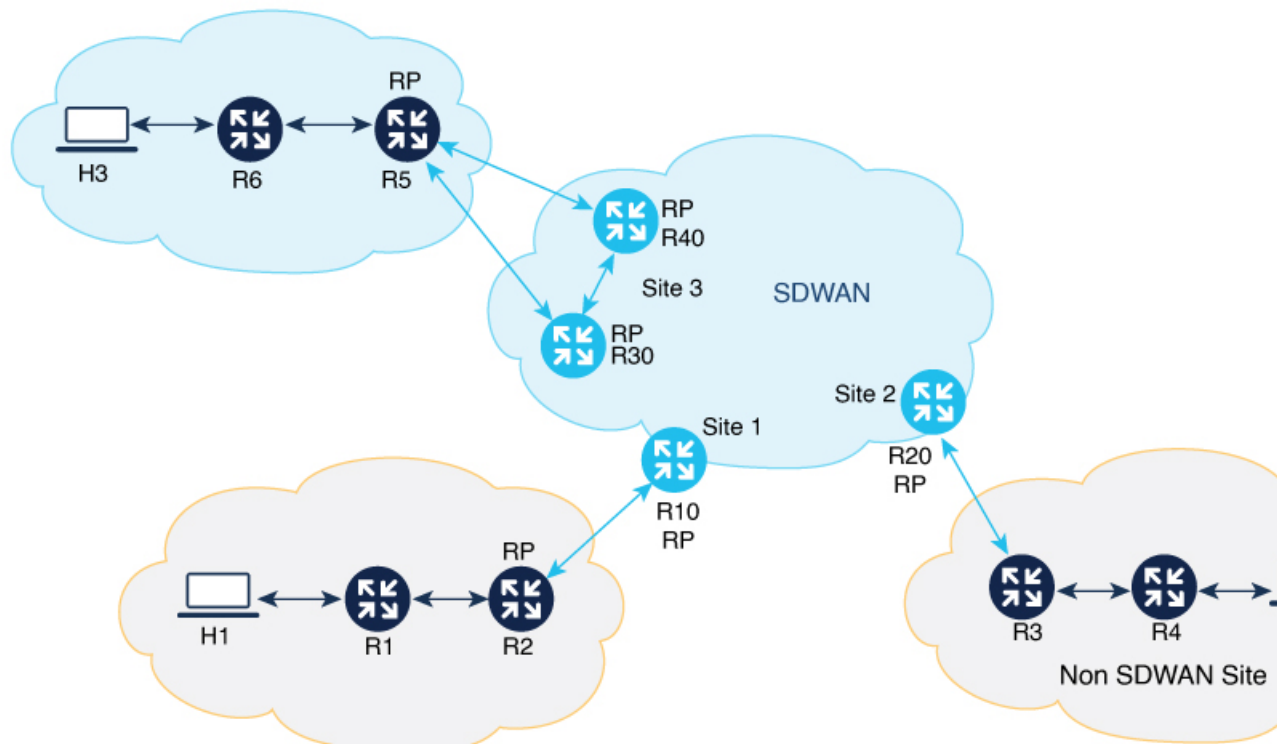 RP
H3
R6
R5
RP
R40
Site 3
SDWAN
RP
R30
Site 2
Site 1
R20
RP
R10
RP
RP
H1
R1
R2
R3
R4
Non SDWAN Site